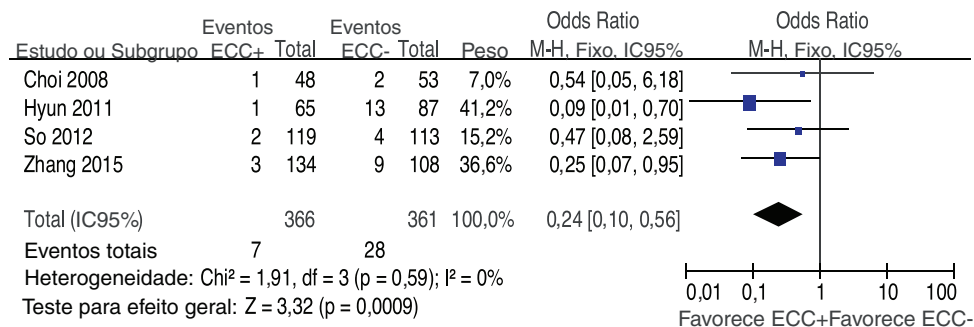 Eventos Eventos Odds Ratio Odds Ratio
Estudo ou Subgrupo ECC+ Total ECC- Total Peso M-H, Fixo, IC95% M-H, Fixo, IC95%
Choi 2008 1 48 2 53 7,0% 0,54 [0,05, 6,18]
Hyun 2011 1 65 13 87 41,2% 0,09 [0,01, 0,70]
So 2012 2 119 4 113 15,2% 0,47 [0,08, 2,59]
Zhang 2015 3 134 9 108 36,6% 0,25 [0,07, 0,95]
Total (IC95%) 366 361 100,0% 0,24 [0,10, 0,56]
Eventos totais 7 28
Heterogeneidade: Chi² = 1,91, df = 3 (p = 0,59); I² = 0%
Teste para efeito geral: Z = 3,32 (p = 0,0009)
0,01 0,1 1 10 100
Favorece ECC+Favorece ECC-